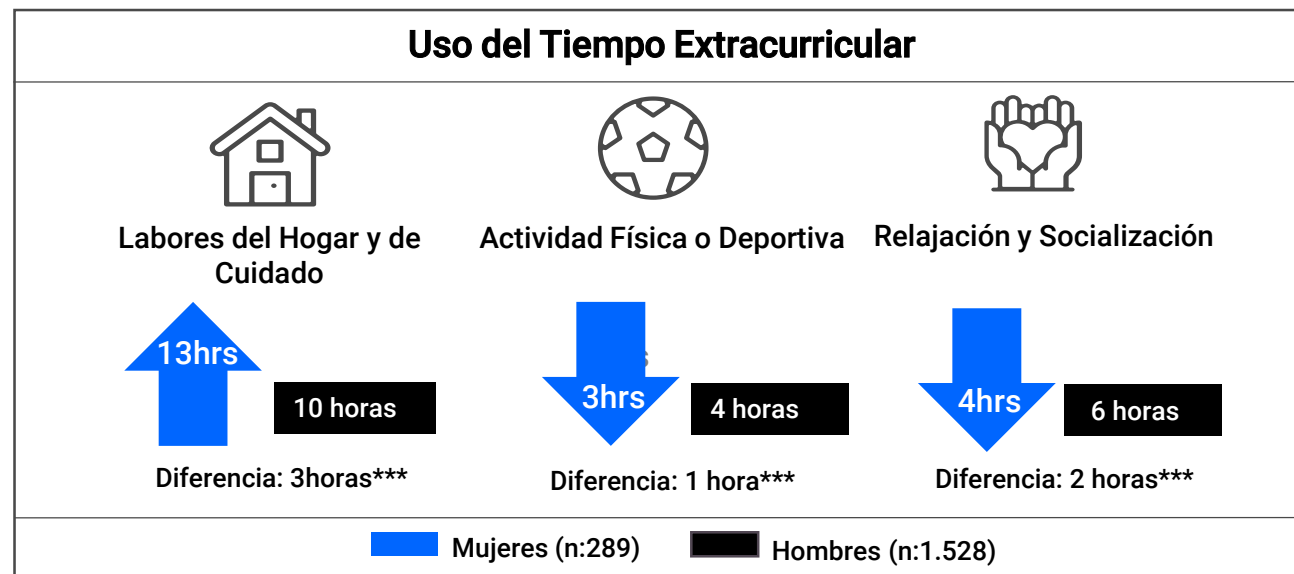 Uso del Tiempo Extracurricular
Labores del Hogar y de
Cuidado
Actividad Física o Deportiva
Relajación y Socialización
13hrs
10 horas
3hrs
4 horas
4hrs
6 horas
Diferencia: 3horas***
Diferencia: 1 hora***
Diferencia: 2 horas***
Mujeres (n:289)
Hombres (n:1.528)